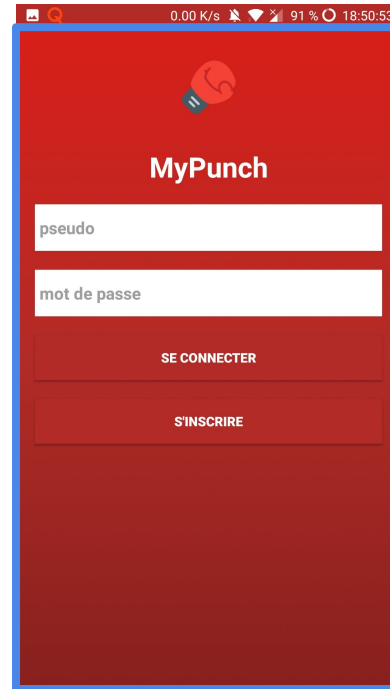 0.00 K/s 91 % 18:50:53
MyPunch
pseudo
mot de passe
SE CONNECTER
S'INSCRIRE